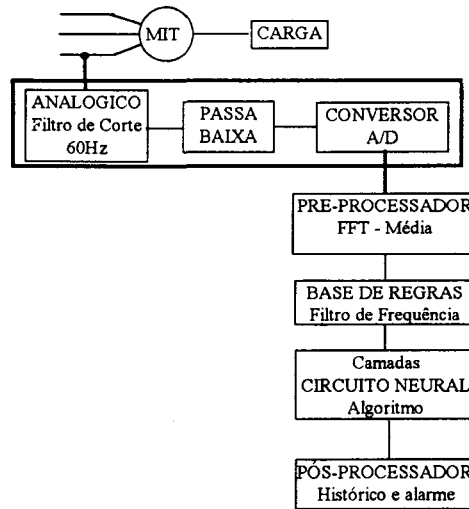 MIT
CARGA
ANALOGICO
Filtro de Corte
60Hz
PASSA
BAIXA
CONVERSOR
A/D
PRE-PROCESSADOR
FFT - Média
BASE DE REGRAS
Filtro de Frequência
Camadas
CIRCUITO NEURAL
Algoritmo
PÓS-PROCESSADOR
Histórico e alarme